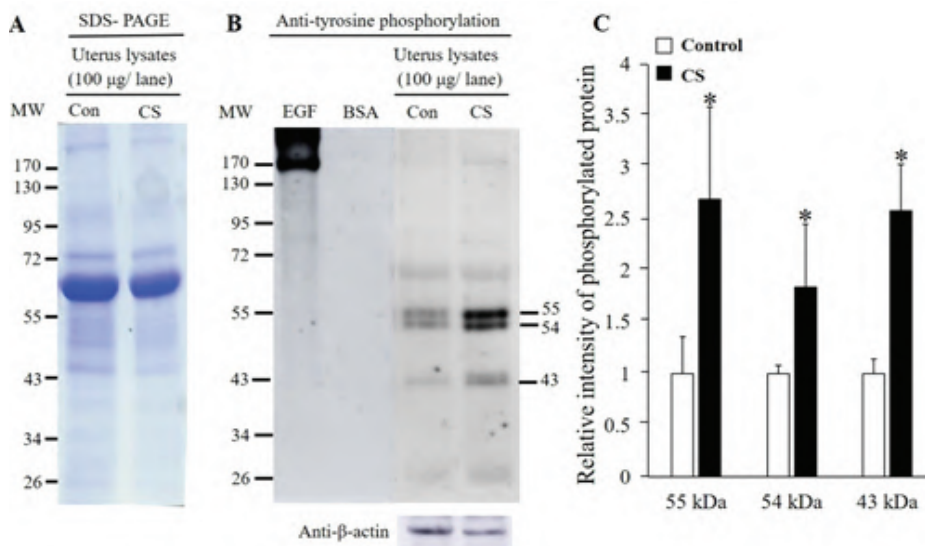 A
SDS- PAGE
Uterus lysates
(100 µg/ lane)
MW Con CS
170
130
95
72
55
43
34
26
B
Anti-tyrosine phosphorylation
Uterus lysates
(100 µg/ lane)
MW EGF BSA Con CS
170
130
95
72
55
43
34
26
55
54
43
Anti-β-actin
C
Control
CS
Relative intensity of phosphorylated protein
4
3.5
3
2.5
2
1.5
1
0.5
0
* * *
55 kDa 54 kDa 43 kDa